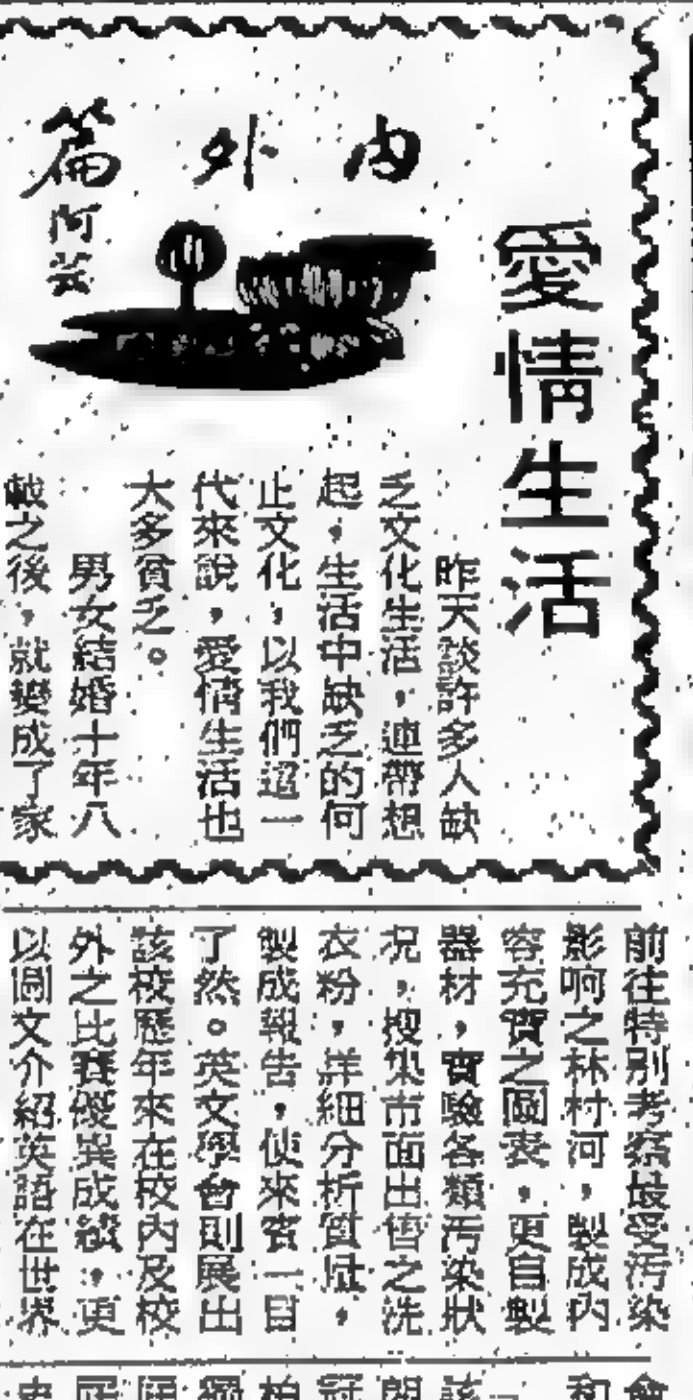 愛情生活
內外篇
阿芸
昨天談許多人缺
乏文化生活，連帶想
起，生活中缺乏的何
止文化，以我們這一
代來說，愛情生活也
大多貧乏。
男女結婚十年八
載之後，就變成了家
前往特別考察最受污染
影响之林村河，製成內
容充實之圖表，更自製
器材，實驗各類污染狀
况，搜集市面出售之洗
衣粉，詳細分析質量，
製成報告，使來賓一目
了然。英文學會則展出
該校歷年來在校內及校
外之比賽優異成績，更
以圖文介紹英語在世界